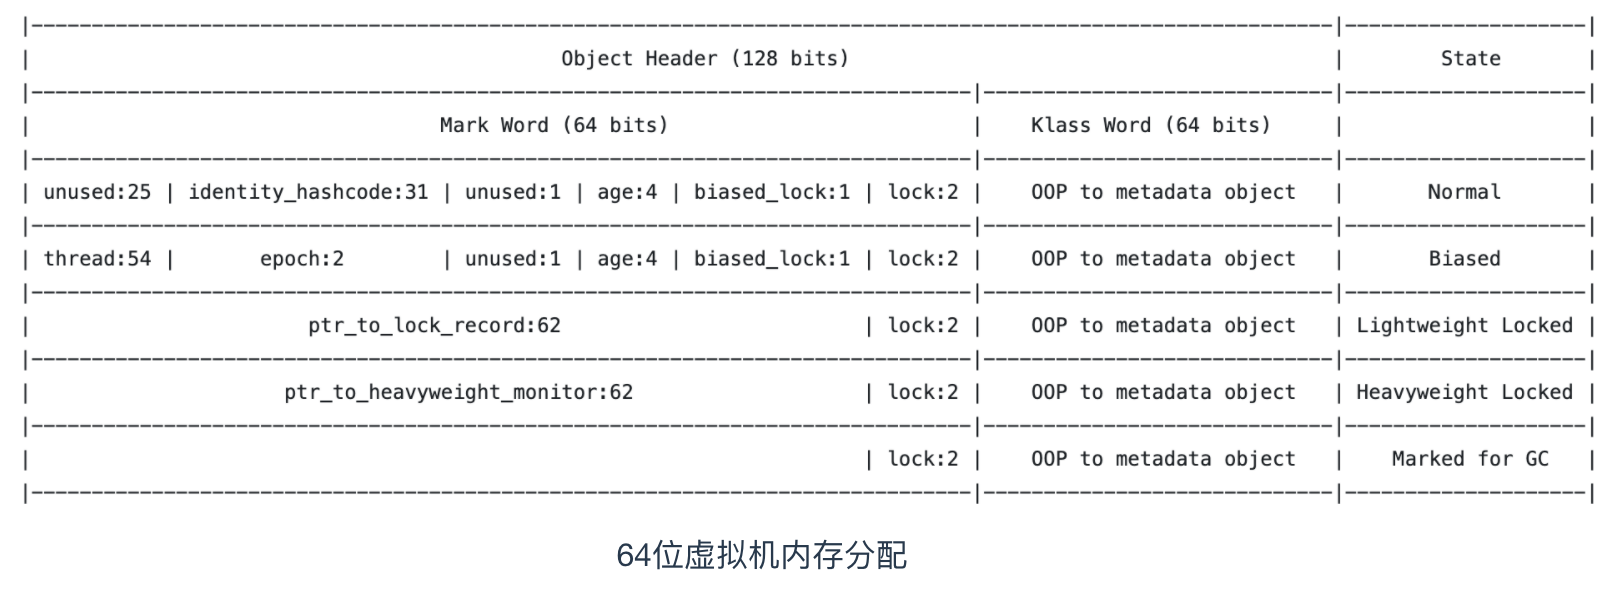 |------------------------------------------------------------------------------|--------------------|
| Object Header (128 bits) | State |
|------------------------------------------------------------------------------|--------------------|
| Mark Word (64 bits) | Klass Word (64 bits) | |
|------------------------------------------------------------------------------|--------------------|
| unused:25 | identity_hashcode:31 | unused:1 | age:4 | biased_lock:1 | lock:2 | OOP to metadata object | Normal |
|------------------------------------------------------------------------------|--------------------|
| thread:54 | epoch:2 | unused:1 | age:4 | biased_lock:1 | lock:2 | OOP to metadata object | Biased |
|------------------------------------------------------------------------------|--------------------|
| ptr_to_lock_record:62 | lock:2 | OOP to metadata object | Lightweight Locked |
|------------------------------------------------------------------------------|--------------------|
| ptr_to_heavyweight_monitor:62 | lock:2 | OOP to metadata object | Heavyweight Locked |
|------------------------------------------------------------------------------|--------------------|
| | lock:2 | OOP to metadata object | Marked for GC |
|------------------------------------------------------------------------------|--------------------|
64位虚拟机内存分配